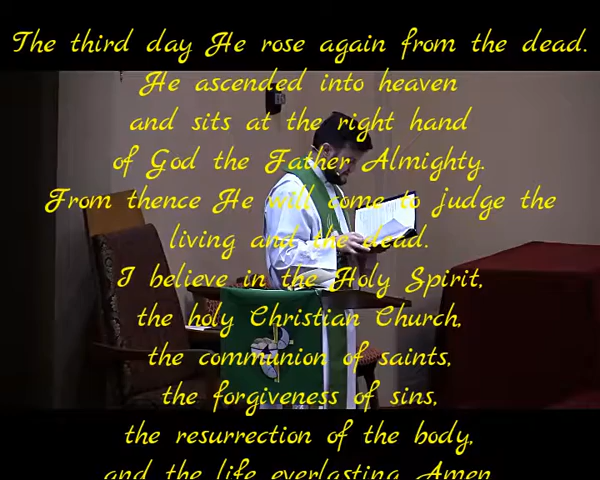 The third day He rose again from the dead.
He ascended into heaven
and sits at the right hand
of God the Father Almighty.
From thence He will come to judge the
living and the dead.
I believe in the Holy Spirit,
the holy Christian Church,
the communion of saints,
the forgiveness of sins,
the resurrection of the body,
and the life everlasting. Amen